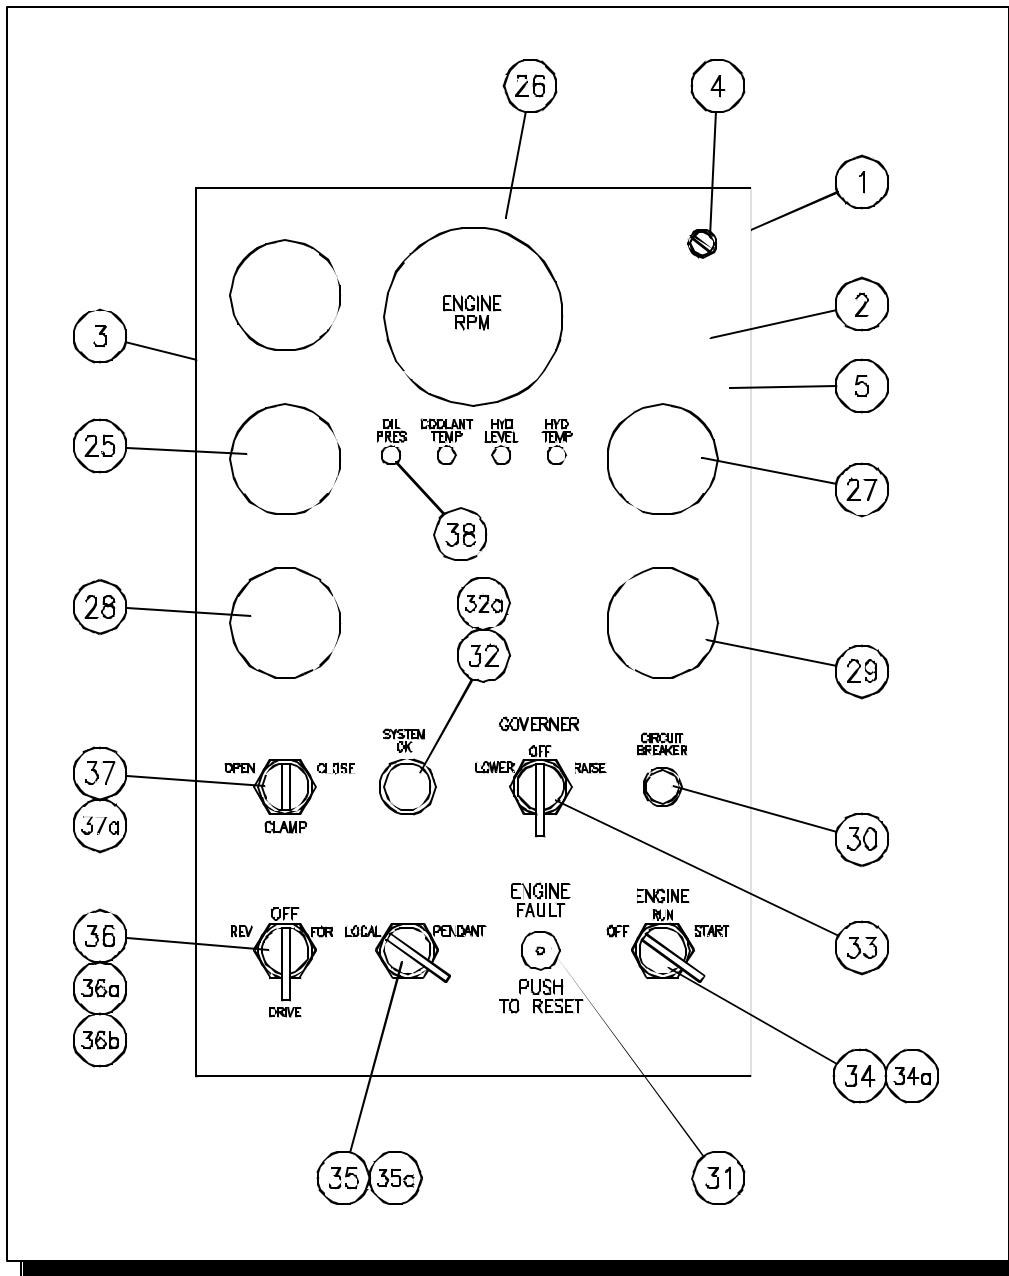 26
4
1
ENGINE
RPM
2
3
5
OIL
PRES
COOLANT
TEMP
HYD
LEVEL
HYD
TEMP
25
27
38
28
32a
32
29
GOVERNER
SYSTEM
OK
OFF
CIRCUIT
BREAKER
OPEN
CLOSE
LOWER
RAISE
37
CLAMP
37a
30
ENGINE
FAULT
ENGINE
RUN
OFF
REV
FOR
LOCAL
PENDANT
OFF
START
36
33
36a
PUSH
TO RESET
DRIVE
36b
34
34a
35
35a
31